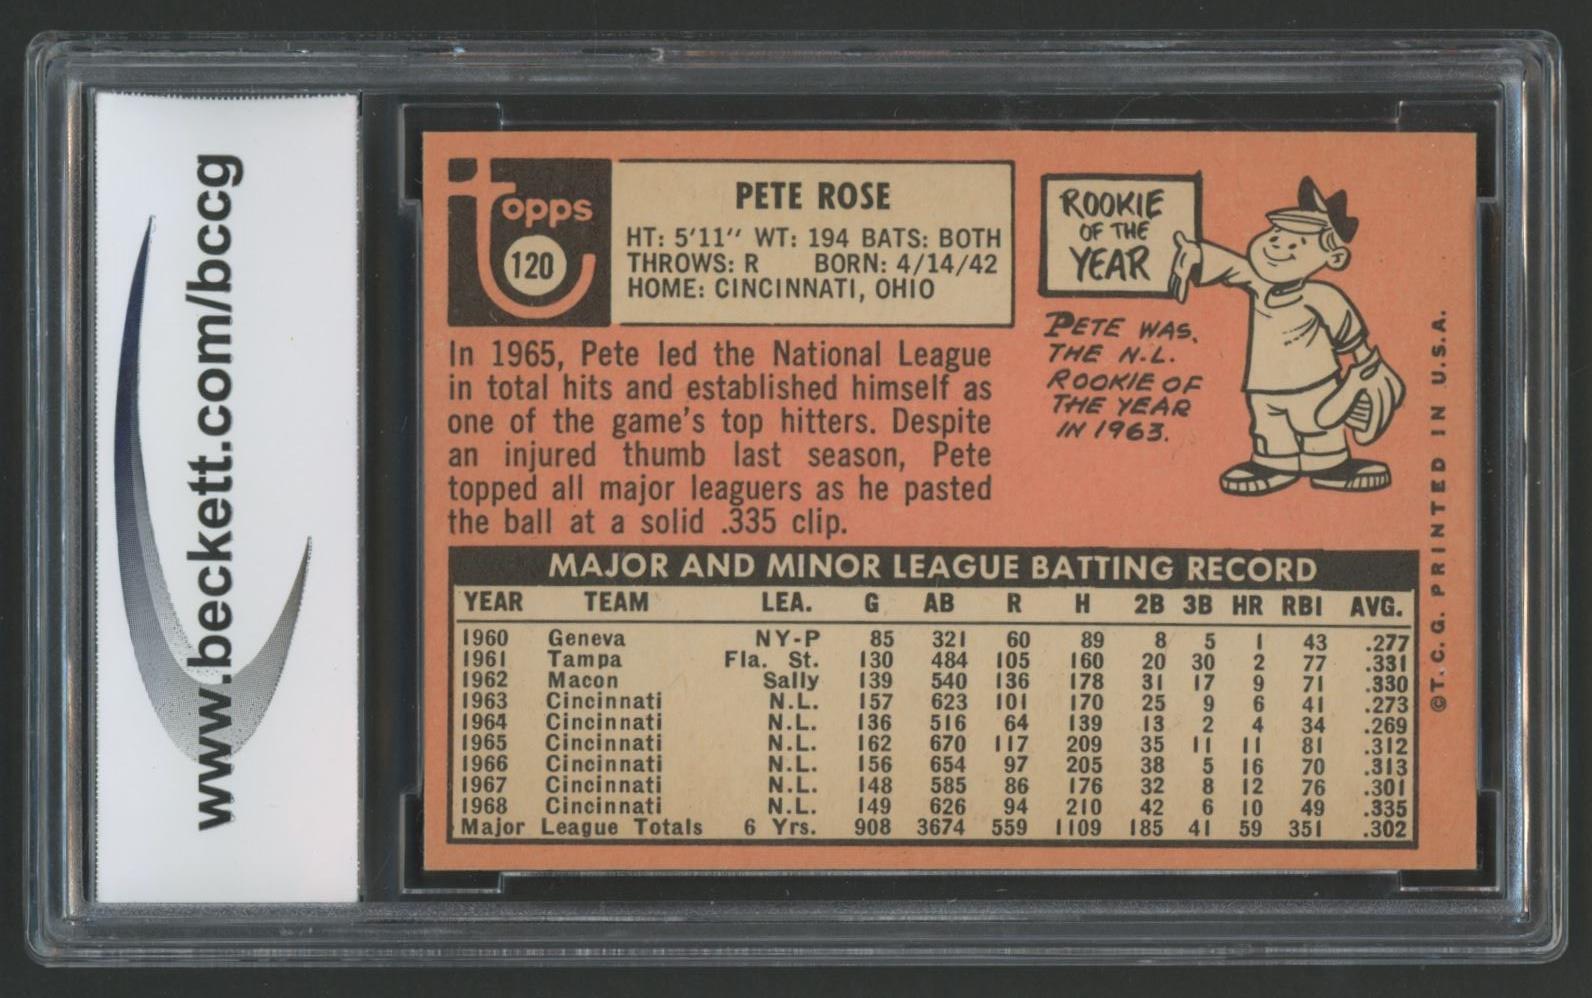 www.beckett.com/bccg
topps
120
PETE ROSE
HT: 5'11" WT: 194 BATS: BOTH
THROWS: R BORN: 4/14/42
HOME: CINCINNATI, OHIO
In 1965, Pete led the National League
in total hits and established himself as
one of the game's top hitters. Despite
an injured thumb last season, Pete
topped all major leaguers as he pasted
the ball at a solid .335 clip.
ROOKIE
OF THE
YEAR
PETE WAS
THE N.L.
ROOKIE OF
THE YEAR
IN 1963.
MAJOR AND MINOR LEAGUE BATTING RECORD
YEAR TEAM LEA. G AB R H 2B 3B HR RBI AVG.
1960 Geneva NY-P 85 321 60 89 8 5 1 43 .277
1961 Tampa Fla. St. 130 484 105 160 20 30 2 77 .331
1962 Macon Sally 139 540 136 178 31 17 9 71 .330
1963 Cincinnati N.L. 157 623 101 170 25 9 6 41 .273
1964 Cincinnati N.L. 136 516 64 139 13 2 4 34 .269
1965 Cincinnati N.L. 162 670 117 209 35 11 11 81 .312
1966 Cincinnati N.L. 156 654 97 205 38 5 16 70 .313
1967 Cincinnati N.L. 148 585 86 176 32 8 12 76 .301
1968 Cincinnati N.L. 149 626 94 210 42 6 10 49 .335
Major League Totals 6 Yrs. 908 3674 559 1109 185 41 59 351 .302
©T.C.G. PRINTED IN U.S.A.